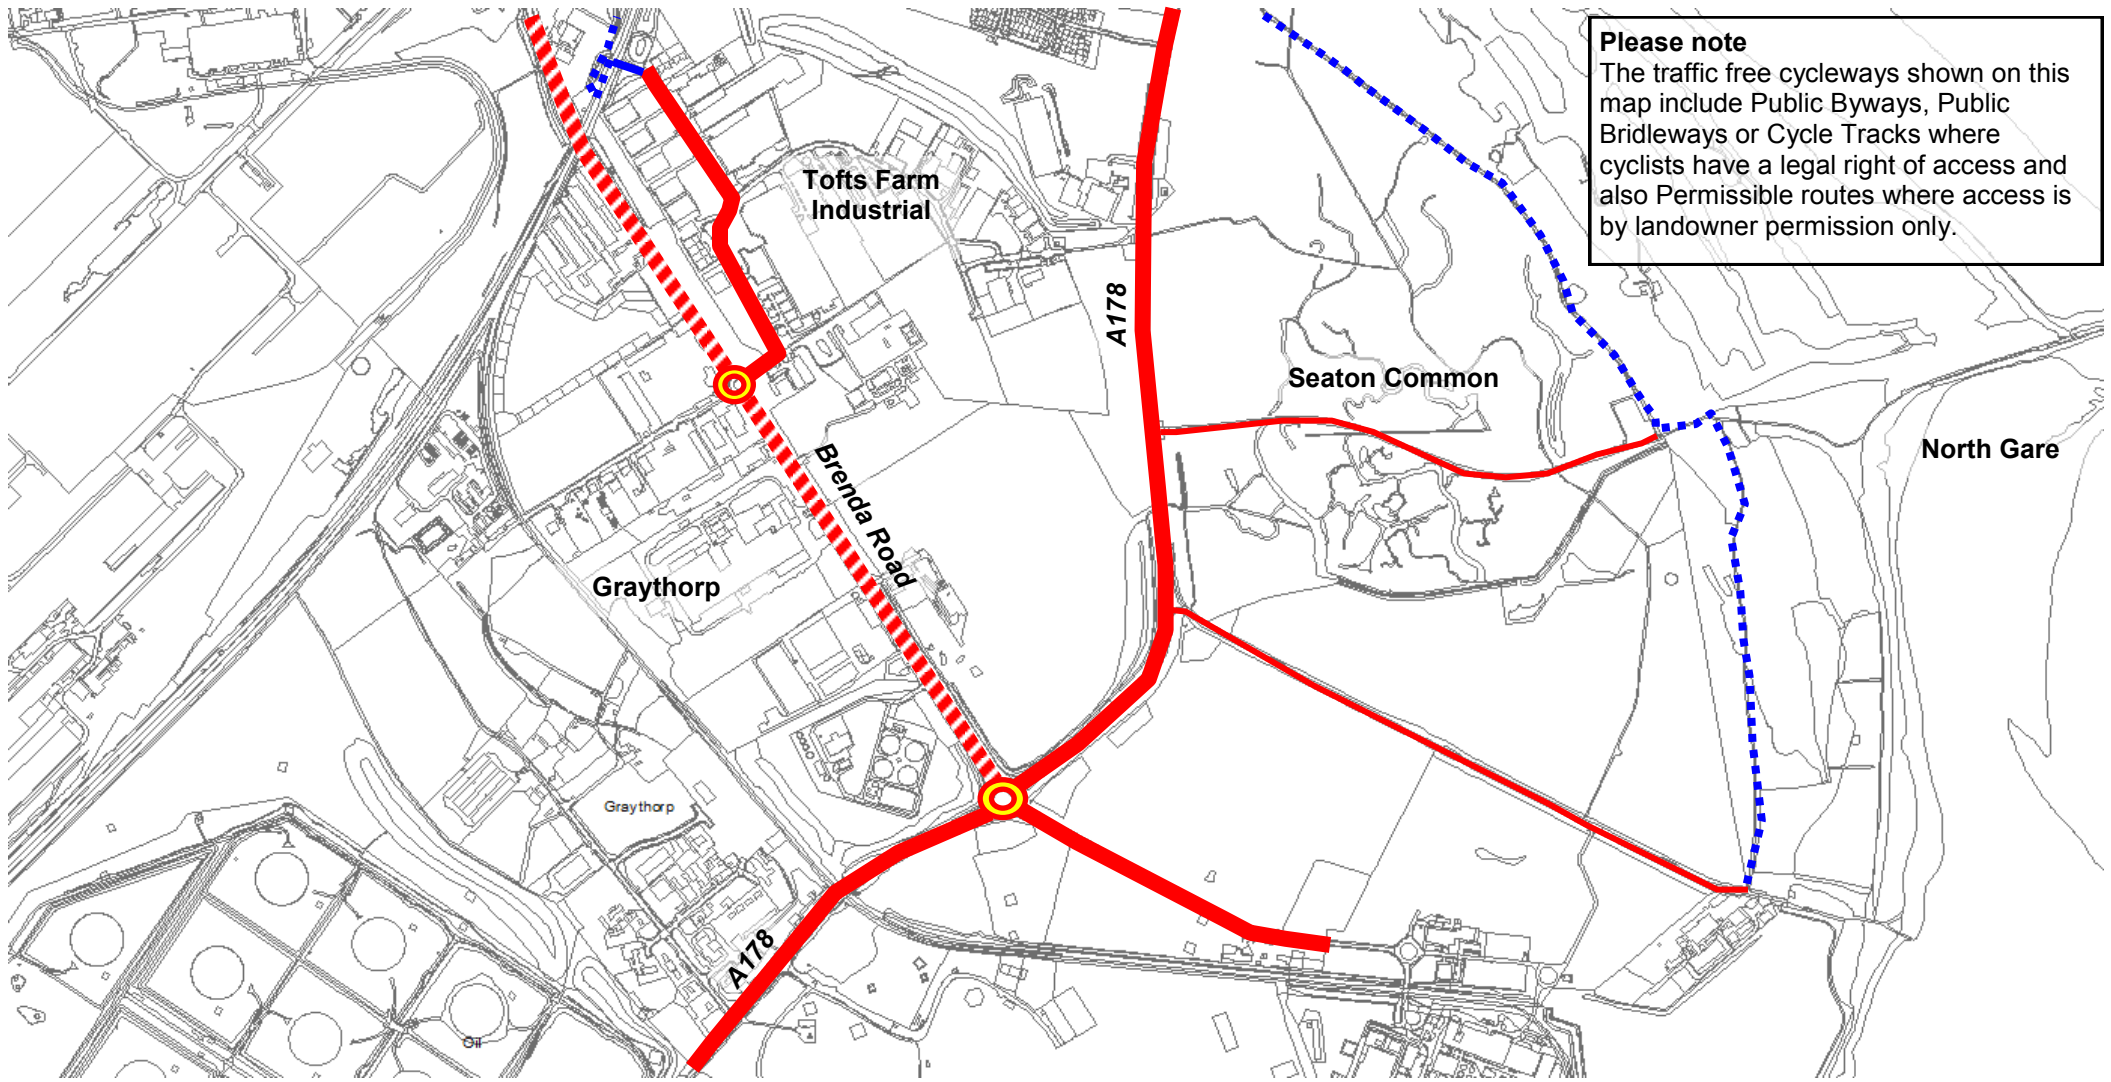 Please note
The traffic free cycleways shown on this
map include Public Byways, Public
Bridleways or Cycle Tracks where
cyclists have a legal right of access and
also Permissible routes where access is
by landowner permission only.
Tofts Farm
Industrial
A178
Seaton Common
North Gare
Brenda Road
Graythorp
Graythorp
A178
Oil